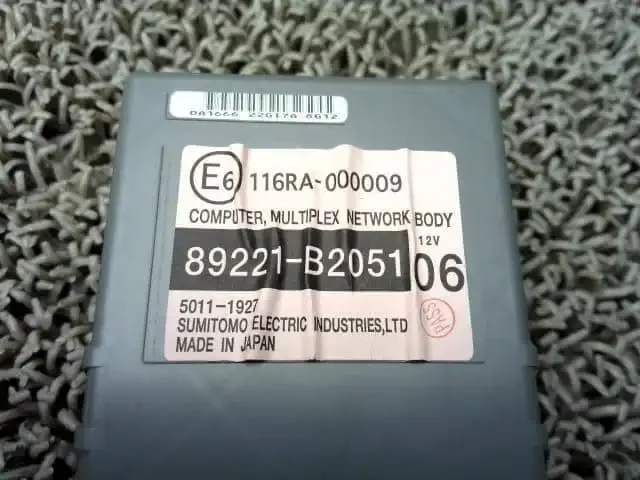 E6 116RA-000009
COMPUTER, MULTIPLEX NETWORK BODY
12V
89221-B2051 06
5011-1927
PASS
SUMITOMO ELECTRIC INDUSTRIES,LTD
MADE IN JAPAN